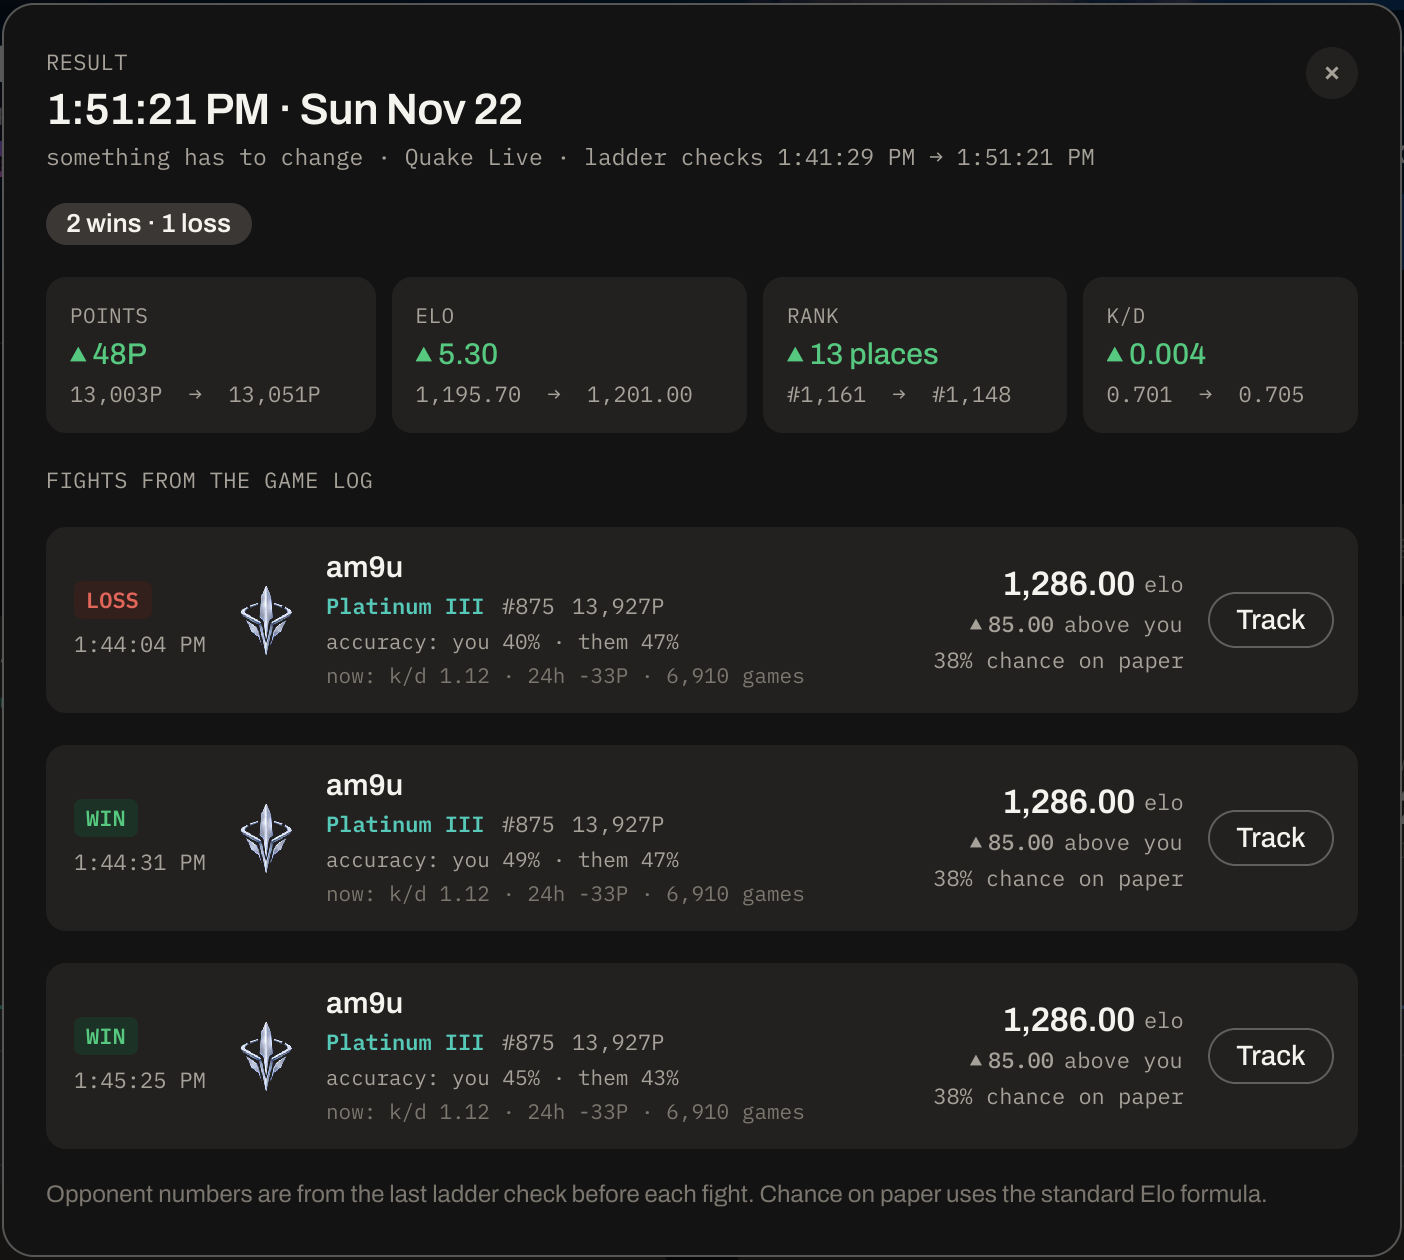 RESULT
1:51:21 PM · Sun Nov 22
something has to change · Quake Live · ladder checks 1:41:29 PM → 1:51:21 PM
×
2 wins · 1 loss
POINTS
▲ 48P
13,003P → 13,051P
ELO
▲ 5.30
1,195.70 → 1,201.00
RANK
▲ 13 places
#1,161 → #1,148
K/D
▲ 0.004
0.701 → 0.705
FIGHTS FROM THE GAME LOG
LOSS
1:44:04 PM
am9u
Platinum III #875 13,927P
accuracy: you 40% · them 47%
now: k/d 1.12 · 24h -33P · 6,910 games
1,286.00 elo
▲ 85.00 above you
38% chance on paper
Track
WIN
1:44:31 PM
am9u
Platinum III #875 13,927P
accuracy: you 49% · them 47%
now: k/d 1.12 · 24h -33P · 6,910 games
1,286.00 elo
▲ 85.00 above you
38% chance on paper
Track
WIN
1:45:25 PM
am9u
Platinum III #875 13,927P
accuracy: you 45% · them 43%
now: k/d 1.12 · 24h -33P · 6,910 games
1,286.00 elo
▲ 85.00 above you
38% chance on paper
Track
Opponent numbers are from the last ladder check before each fight. Chance on paper uses the standard Elo formula.